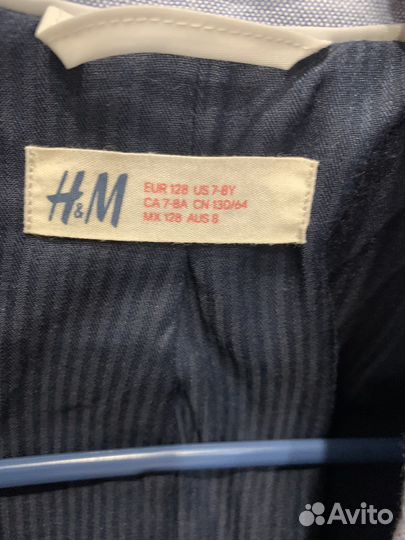 H&M
EUR 128 US 7-8Y
CA 7-8A CN 130/64
MX 128 AUS 8
Avito